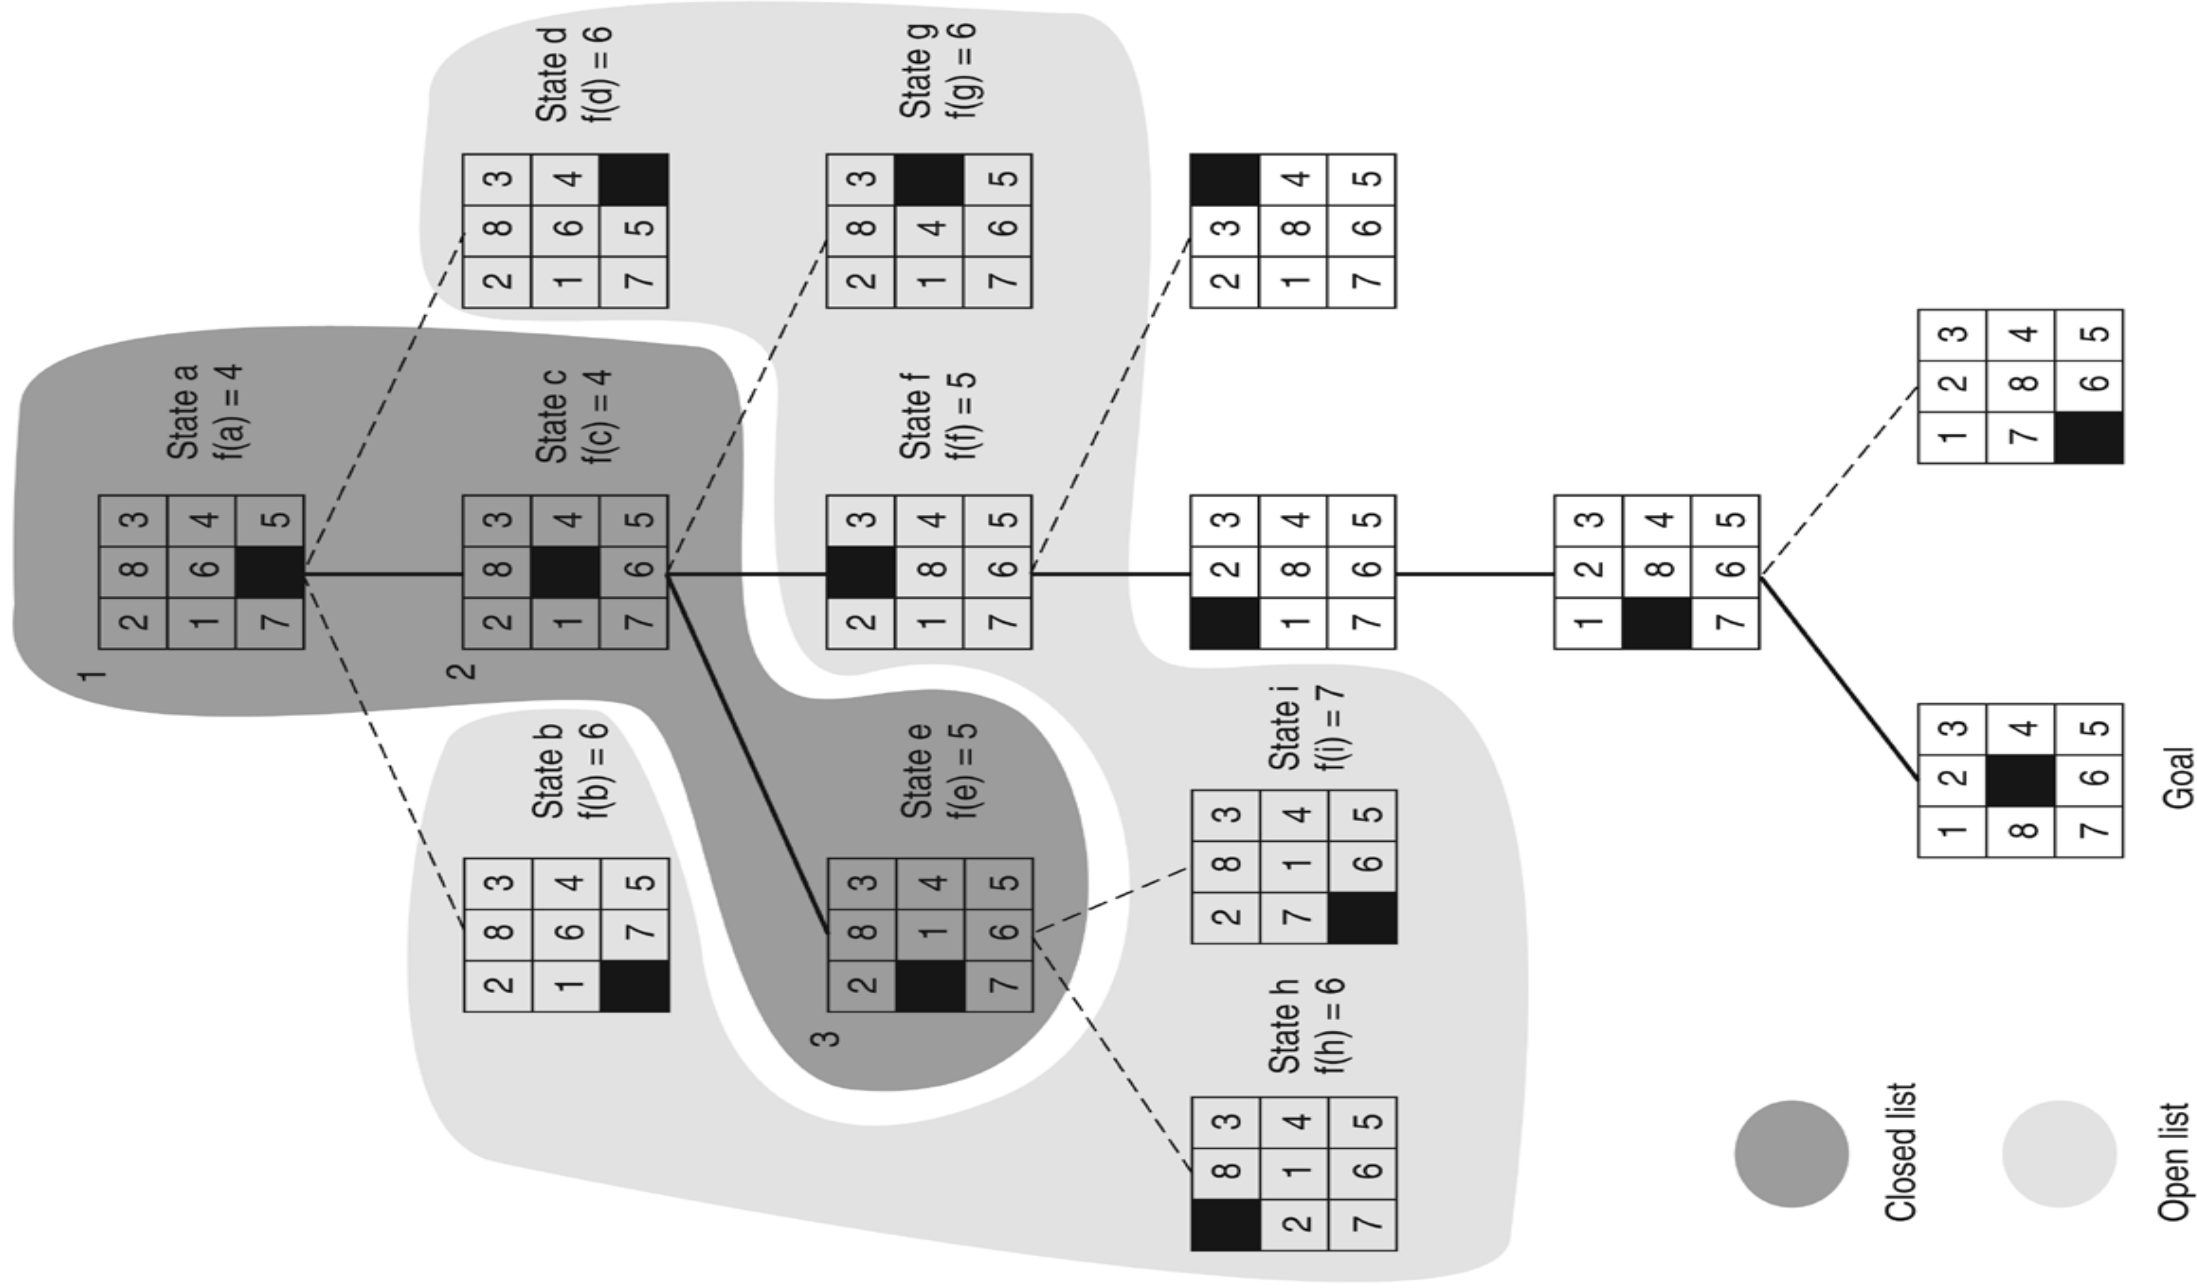 1
2 8 3
1 6 4
7 5
State a
f(a) = 4
2 8 3
1 6 4
7 5
State b
f(b) = 6
2
2 8 3
1 4
7 6 5
State c
f(c) = 4
2 8 3
1 6 4
7 5
State d
f(d) = 6
3
2 8 3
1 4
7 6 5
State e
f(e) = 5
2 3
1 8 4
7 6 5
State f
f(f) = 5
2 8 3
1 4
7 6 5
State g
f(g) = 6
8 3
2 1 4
7 6 5
State h
f(h) = 6
2 8 3
7 1 4
6 5
State i
f(i) = 7
2 3
1 8 4
7 6 5
2 3
1 8 4
7 6 5
1 2 3
8 4
7 6 5
1 2 3
8 4
7 6 5
Goal
1 2 3
7 8 4
6 5
Closed list
Open list